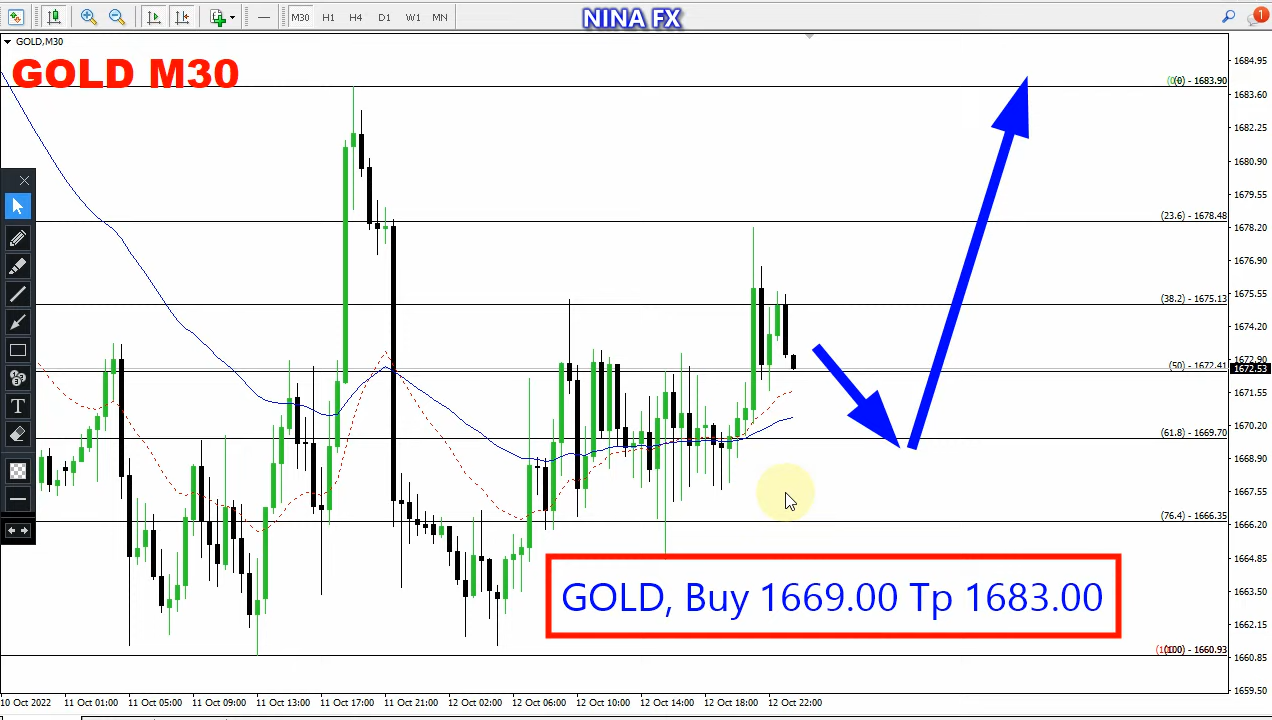 M30 H1 H4 D1 W1 MN
NINA FX
1
GOLD,M30
GOLD M30
1684.95
(0) - 1683.90
1683.60
1682.25
1680.90
1679.55
(23.6) - 1678.48
1678.20
1676.90
1675.55
(38.2) - 1675.13
1674.20
1672.90
(50) - 1672.41
1672.53
1671.55
1670.20
(61.8) - 1669.70
1668.90
1667.55
(76.4) - 1666.35
1666.20
1664.85
GOLD, Buy 1669.00 Tp 1683.00
1663.50
1662.15
(100) - 1660.93
1660.85
1659.50
10 Oct 2022 11 Oct 01:00 11 Oct 05:00 11 Oct 09:00 11 Oct 13:00 11 Oct 17:00 11 Oct 21:00 12 Oct 02:00 12 Oct 06:00 12 Oct 10:00 12 Oct 14:00 12 Oct 18:00 12 Oct 22:00